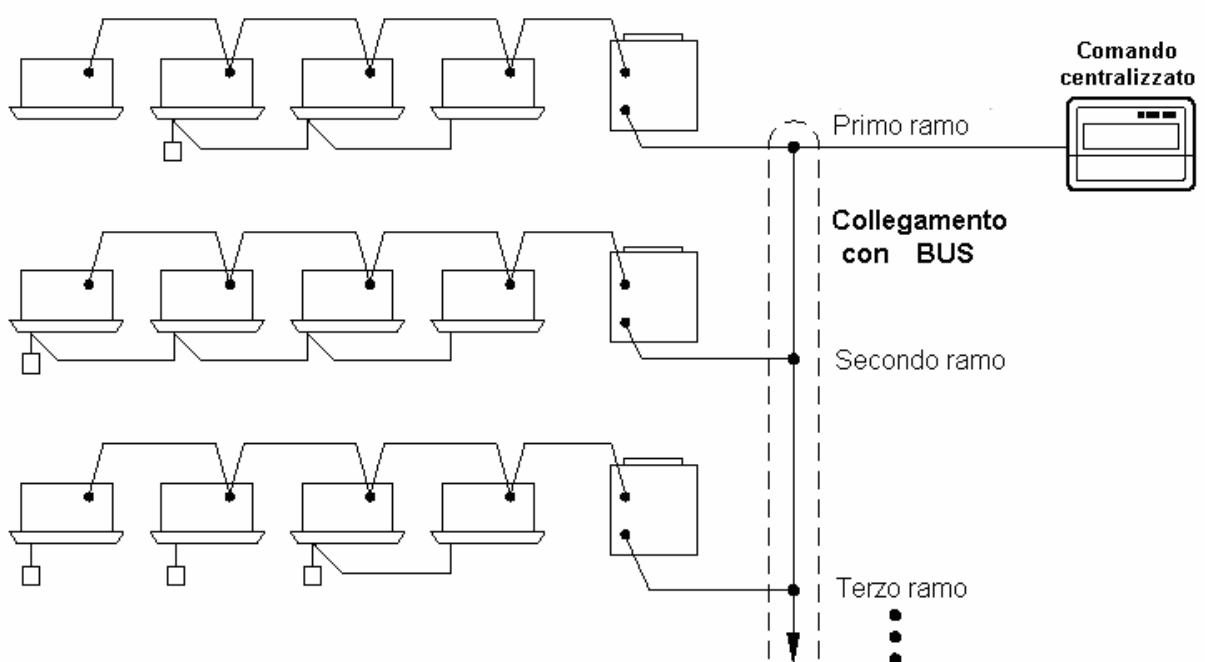 Comando
centralizzato
Primo ramo
Collegamento
con BUS
Secondo ramo
Terzo ramo